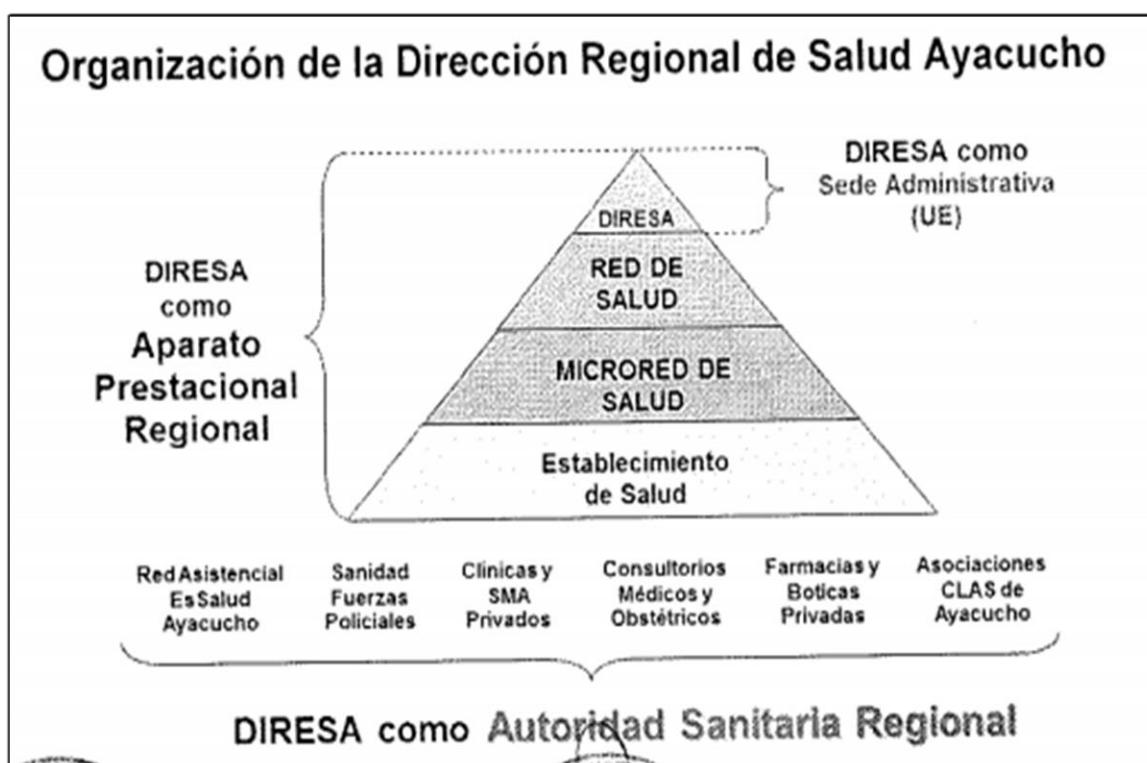 Organización de la Dirección Regional de Salud Ayacucho
DIRESA como
Sede Administrativa
(UE)
DIRESA
como
Aparato
Prestacional
Regional
DIRESA
RED DE
SALUD
MICRORED DE
SALUD
Establecimiento
de Salud
Red Asistencial
EsSalud
Ayacucho
Sanidad
Fuerzas
Policiales
Clinicas y
SMA
Privados
Consultorios
Médicos y
Obstétricos
Farmacias y
Boticas
Privadas
Asociaciones
CLAS de
Ayacucho
DIRESA como Autoridad Sanitaria Regional